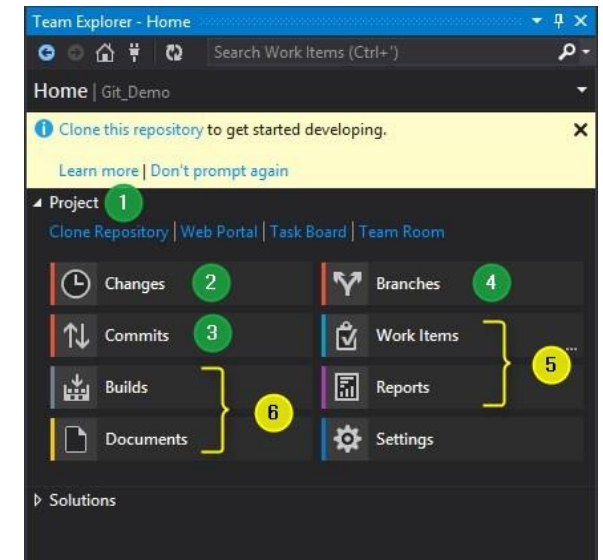 Team Explorer - Home
Search Work Items (Ctrl+')
Home | Git_Demo
Clone this repository to get started developing.
Learn more | Don't prompt again
Project 1
Clone Repository | Web Portal | Task Board | Team Room
Changes 2 Branches 4
Commits 3 Work Items ...
5
Builds Reports
6
Documents Settings
Solutions